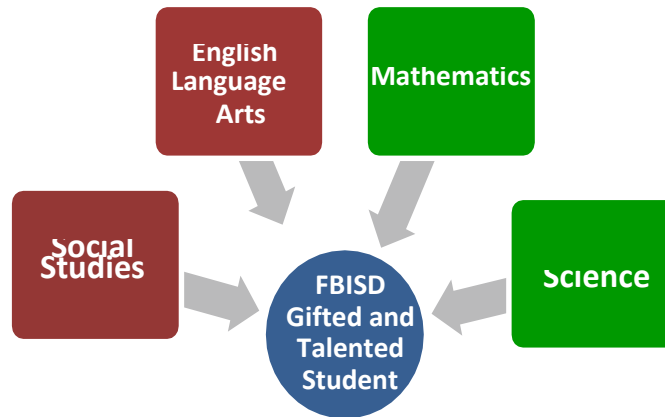 English
Language
Arts
Mathematics
Social
Studies
Science
FBISD
Gifted and
Talented
Student